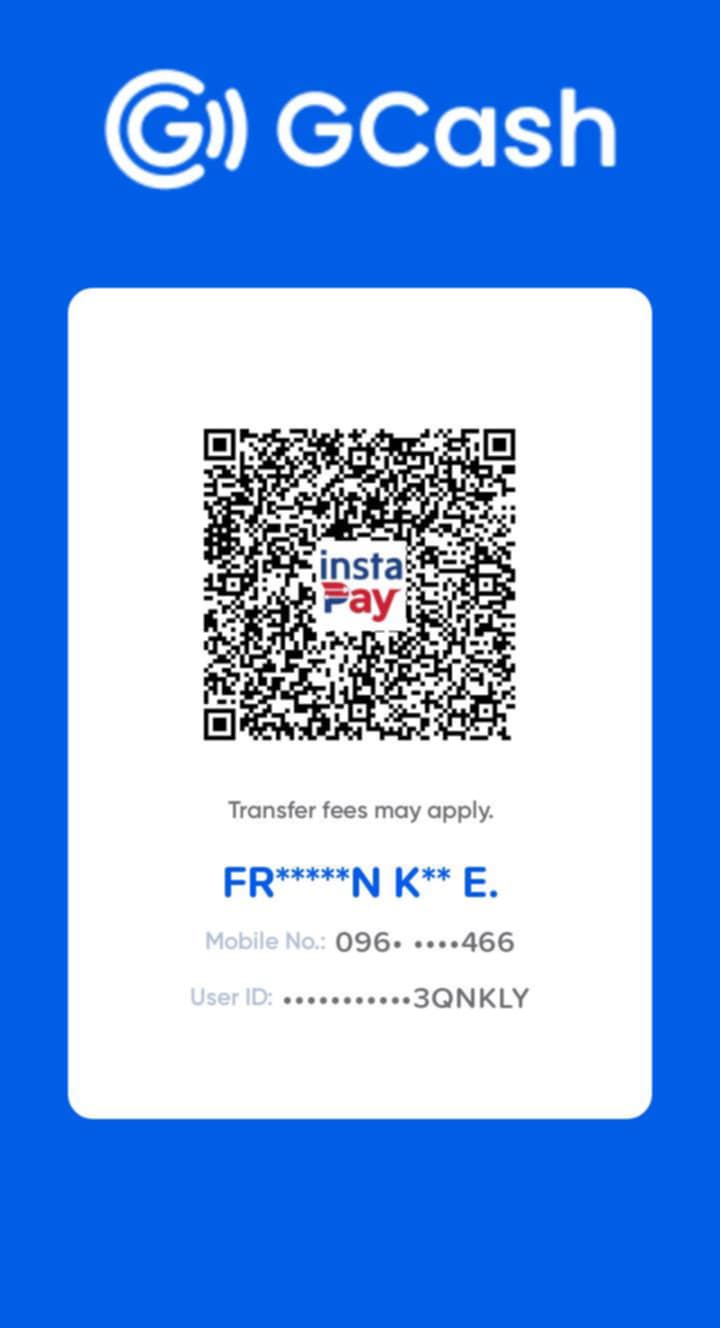 GCash
insta
Pay
Transfer fees may apply.
FR*****N K** E.
Mobile No.: 096• ••••466
User ID: •••••••••••3QNKLY